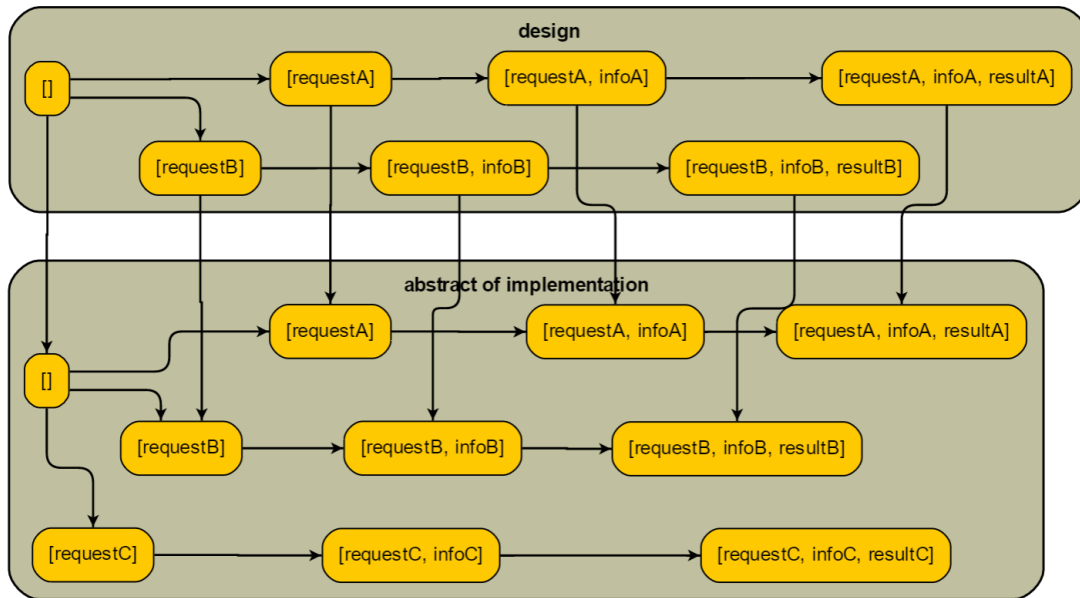 design
[]
[requestA]
[requestA, infoA]
[requestA, infoA, resultA]
[requestB]
[requestB, infoB]
[requestB, infoB, resultB]
abstract of implementation
[requestA]
[requestA, infoA]
[requestA, infoA, resultA]
[]
[requestB]
[requestB, infoB]
[requestB, infoB, resultB]
[requestC]
[requestC, infoC]
[requestC, infoC, resultC]